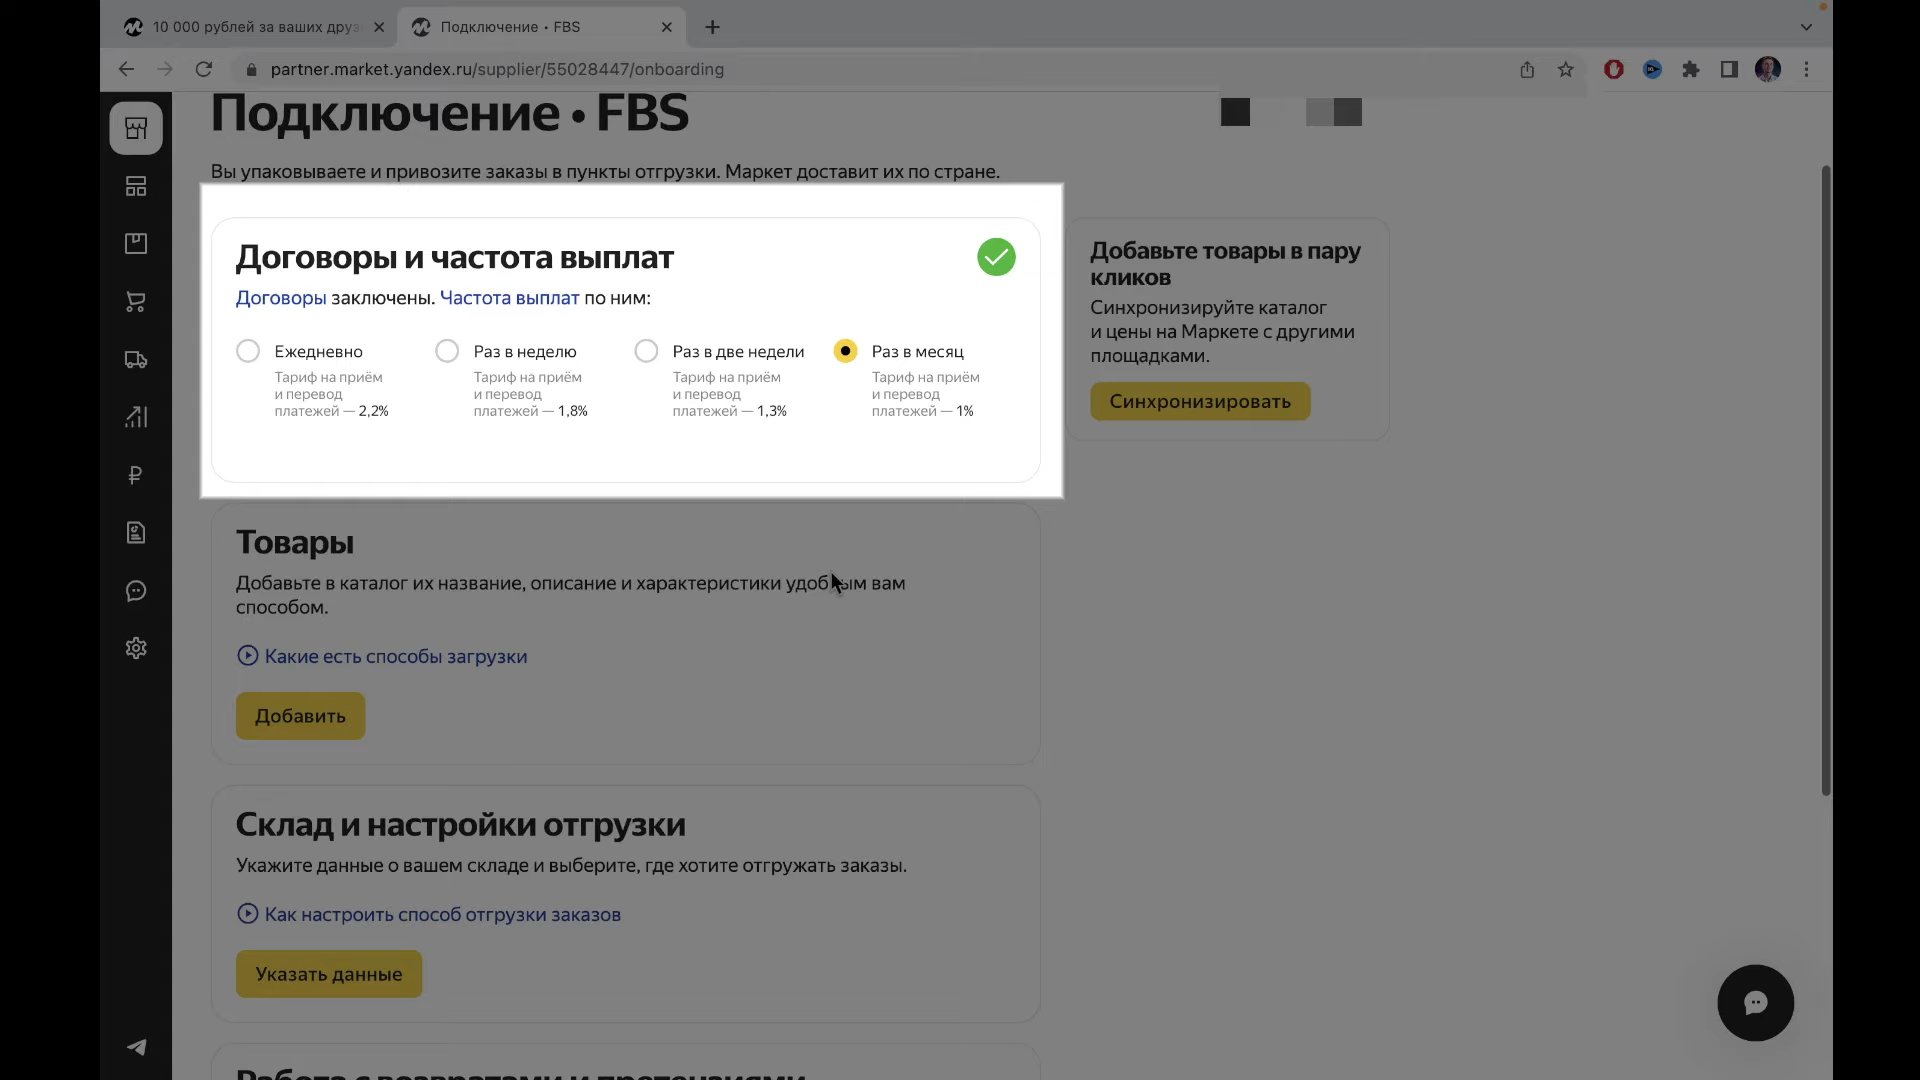 10 000 рублей за ваших друз
Подключение • FBS
partner.market.yandex.ru/supplier/55028447/onboarding
Подключение • FBS
Вы упаковываете и привозите заказы в пункты отгрузки. Маркет доставит их по стране.
Договоры и частота выплат
Договоры заключены. Частота выплат по ним:
Ежедневно
Тариф на приём
и перевод
платежей — 2,2%
Раз в неделю
Тариф на приём
и перевод
платежей — 1,8%
Раз в две недели
Тариф на приём
и перевод
платежей — 1,3%
Раз в месяц
Тариф на приём
и перевод
платежей — 1%
Добавьте товары в пару
кликов
Синхронизируйте каталог
и цены на Маркете с другими
площадками.
Синхронизировать
Товары
Добавьте в каталог их название, описание и характеристики удобным вам
способом.
Какие есть способы загрузки
Добавить
Склад и настройки отгрузки
Укажите данные о вашем складе и выберите, где хотите отгружать заказы.
Как настроить способ отгрузки заказов
Указать данные
Работа с возвратами и претензиями